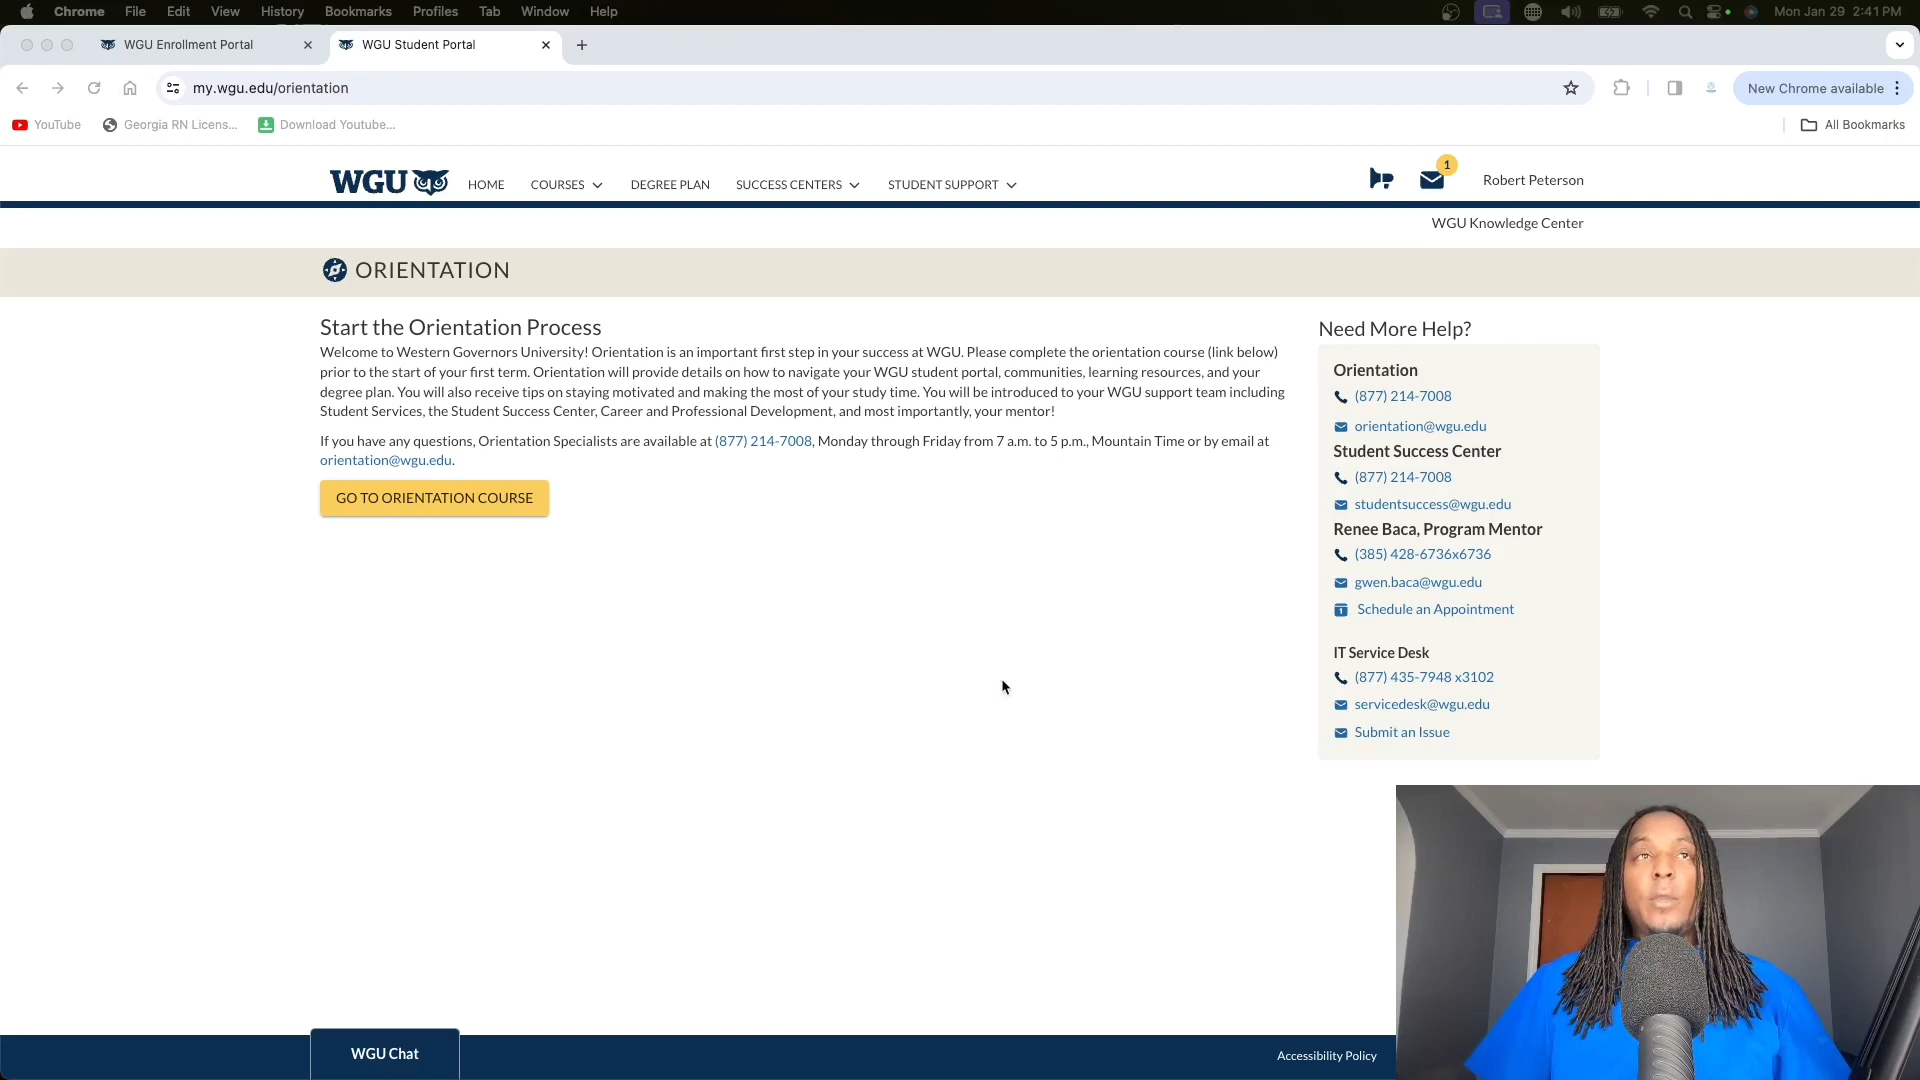 Chrome File Edit View History Bookmarks Profiles Tab Window Help Mon Jan 29 2:41 PM
WGU Enrollment Portal WGU Student Portal
my.wgu.edu/orientation New Chrome available
YouTube Georgia RN Licens... Download Youtube... All Bookmarks
WGU HOME COURSES DEGREE PLAN SUCCESS CENTERS STUDENT SUPPORT 1 Robert Peterson
WGU Knowledge Center
ORIENTATION
Start the Orientation Process
Welcome to Western Governors University! Orientation is an important first step in your success at WGU. Please complete the orientation course (link below)
prior to the start of your first term. Orientation will provide details on how to navigate your WGU student portal, communities, learning resources, and your
degree plan. You will also receive tips on staying motivated and making the most of your study time. You will be introduced to your WGU support team including
Student Services, the Student Success Center, Career and Professional Development, and most importantly, your mentor!
If you have any questions, Orientation Specialists are available at (877) 214-7008, Monday through Friday from 7 a.m. to 5 p.m., Mountain Time or by email at
orientation@wgu.edu.
GO TO ORIENTATION COURSE
Need More Help?
Orientation
(877) 214-7008
orientation@wgu.edu
Student Success Center
(877) 214-7008
studentsuccess@wgu.edu
Renee Baca, Program Mentor
(385) 428-6736x6736
gwen.baca@wgu.edu
1 Schedule an Appointment
IT Service Desk
(877) 435-7948 x3102
servicedesk@wgu.edu
Submit an Issue
WGU Chat
Accessibility Policy